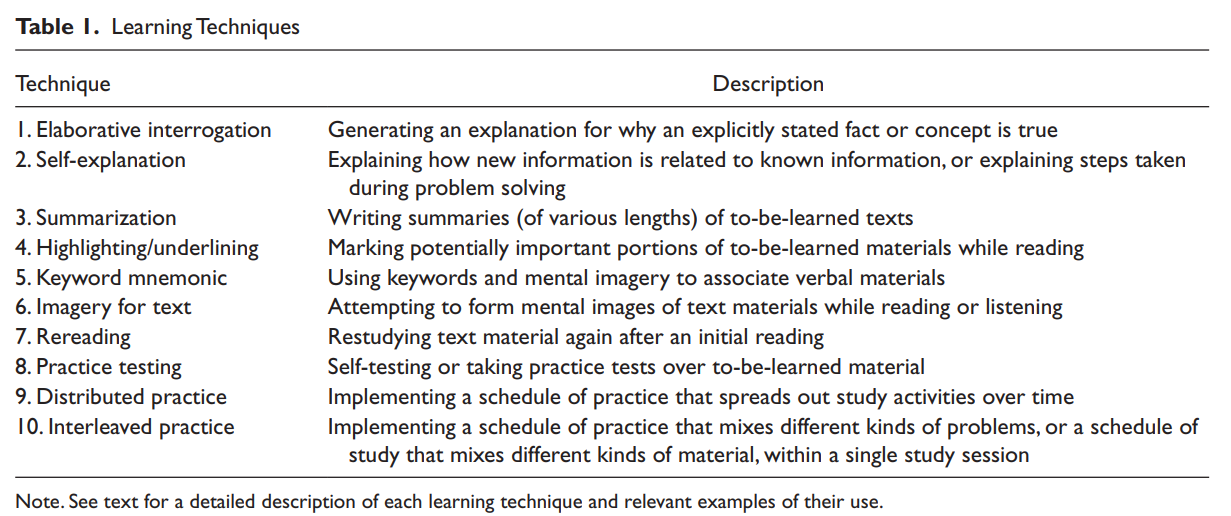 Table 1. Learning Techniques
Technique Description
1. Elaborative interrogation Generating an explanation for why an explicitly stated fact or concept is true
2. Self-explanation Explaining how new information is related to known information, or explaining steps taken
during problem solving
3. Summarization Writing summaries (of various lengths) of to-be-learned texts
4. Highlighting/underlining Marking potentially important portions of to-be-learned materials while reading
5. Keyword mnemonic Using keywords and mental imagery to associate verbal materials
6. Imagery for text Attempting to form mental images of text materials while reading or listening
7. Rereading Restudying text material again after an initial reading
8. Practice testing Self-testing or taking practice tests over to-be-learned material
9. Distributed practice Implementing a schedule of practice that spreads out study activities over time
10. Interleaved practice Implementing a schedule of practice that mixes different kinds of problems, or a schedule of
study that mixes different kinds of material, within a single study session
Note. See text for a detailed description of each learning technique and relevant examples of their use.